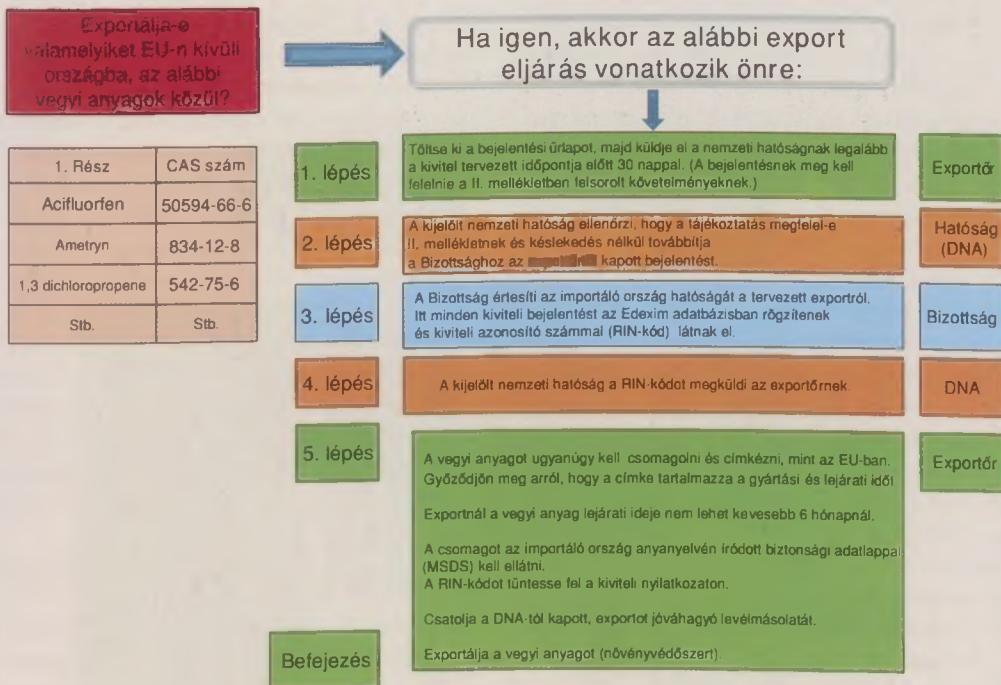 Exportálja-e
valamelyiket EU-n kívüli
országba, az alábbi
vegyi anyagok közül?
Ha igen, akkor az alábbi export
eljárás vonatkozik önre:
1. Rész CAS szám
Acifluorfen 50594-66-6
Ametryn 834-12-8
1,3 dichloropropene 542-75-6
Stb. Stb.
1. lépés
Töltse ki a bejelentési űrlapot, majd küldje el a nemzeti hatóságnak legalább
a kivitel tervezett időpontja előtt 30 nappal. (A bejelentésnek meg kell
felelnie a II. mellékletben felsorolt követelményeknek.)
Exportőr
2. lépés
A kijelölt nemzeti hatóság ellenőrzi, hogy a tájékoztatás megfelel-e
II. mellékletnek és késlekedés nélkül továbbítja
a Bizottsághoz az kapott bejelentést.
Hatóság
(DNA)
3. lépés
A Bizottság értesíti az importáló ország hatóságát a tervezett exportról.
Itt minden kiviteli bejelentést az Edexim adatbázisban rögzítenek
és kiviteli azonosító számmal (RIN-kód) látnak el.
Bizottság
4. lépés
A kijelölt nemzeti hatóság a RIN-kódot megküldi az exportőrnek.
DNA
5. lépés
A vegyi anyagot ugyanúgy kell csomagolni és címkézni, mint az EU-ban.
Győződjön meg arról, hogy a címke tartalmazza a gyártási és lejárati időt
Exportnál a vegyi anyag lejárati ideje nem lehet kevesebb 6 hónapnál.
A csomagot az importáló ország anyanyelvén íródott biztonsági adatlappal
(MSDS) kell ellátni.
A RIN-kódot tüntesse fel a kiviteli nyilatkozaton.
Csatolja a DNA-tól kapott, exportot jóváhagyó levélmásolatát.
Exportálja a vegyi anyagot (növényvédőszert).
Exportőr
Befejezés